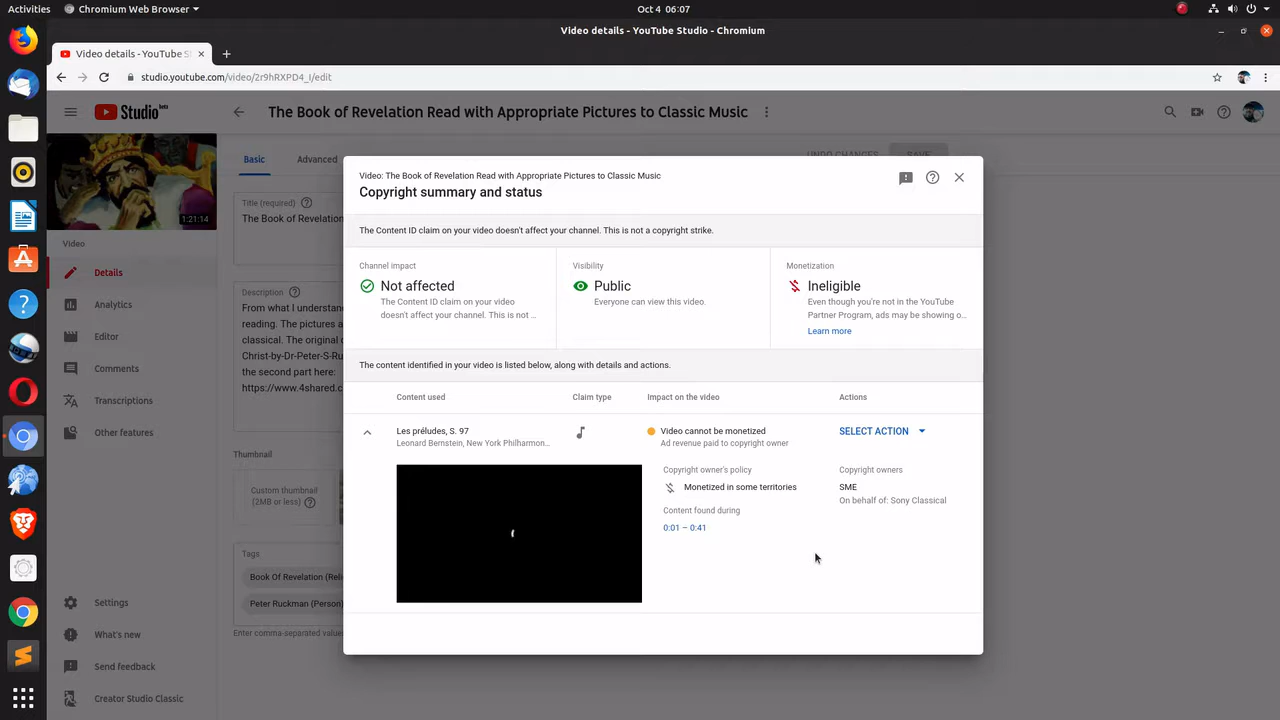 Activities
Chromium Web Browser
Oct 4 06:07
Video details - YouTube Studio - Chromium
Video details - YouTube S
studio.youtube.com/video/2r9hRXPD4_I/edit
Studio beta
The Book of Revelation Read with Appropriate Pictures to Classic Music
UNDO CHANGES
SAVE
1:21:14
Video
Details
Analytics
Editor
Comments
Transcriptions
Other features
Settings
What's new
Send feedback
Creator Studio Classic
Basic
Advanced
Title (required)
The Book of Revelation
Description
From what I understand
reading. The pictures a
classical. The original c
Christ-by-Dr-Peter-S-Ru
the second part here:
https://www.4shared.c
Thumbnail
Custom thumbnail
(2MB or less)
Tags
Book Of Revelation (Reli
Peter Ruckman (Person)
Enter comma-separated values
Video: The Book of Revelation Read with Appropriate Pictures to Classic Music
Copyright summary and status
The Content ID claim on your video doesn't affect your channel. This is not a copyright strike.
Channel impact
Not affected
The Content ID claim on your video
doesn't affect your channel. This is not ...
Visibility
Public
Everyone can view this video.
Monetization
Ineligible
Even though you're not in the YouTube
Partner Program, ads may be showing o...
Learn more
The content identified in your video is listed below, along with details and actions.
Content used
Claim type
Impact on the video
Actions
Les préludes, S. 97
Leonard Bernstein, New York Philharmon...
Video cannot be monetized
Ad revenue paid to copyright owner
SELECT ACTION
Copyright owner's policy
Monetized in some territories
Content found during
0:01 – 0:41
Copyright owners
SME
On behalf of: Sony Classical